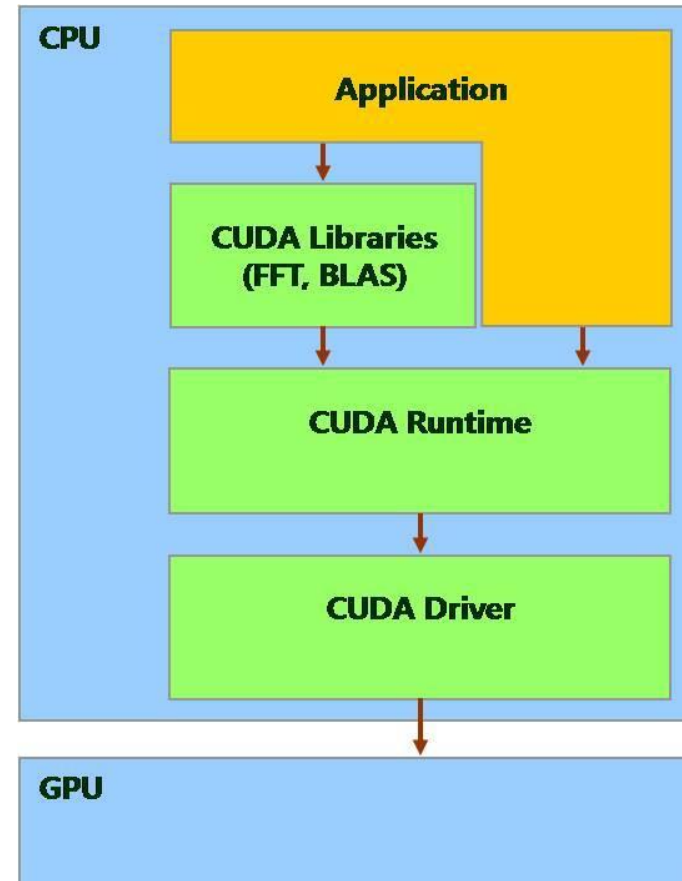 CPU
Application
CUDA Libraries
(FFT, BLAS)
CUDA Runtime
CUDA Driver
GPU